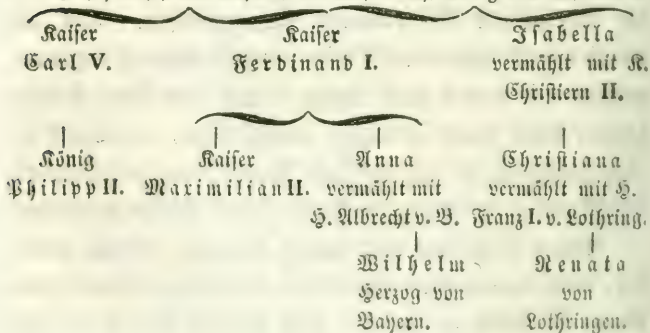 Kaiser Kaiser Isabella
Carl V. Ferdinand I. vermählt mit K.
Christiern II.
König Kaiser Anna Christiana
Philipp II. Maximilian II. vermählt mit vermählt mit H.
H. Albrecht v. B. Franz I. v. Lothring.
Wilhelm Renata
Herzog von von
Bayern. Lothringen.